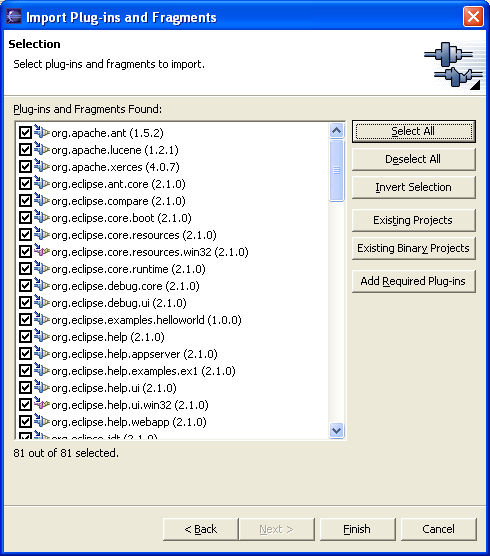 Import Plug-ins and Fragments
Selection
Select plug-ins and fragments to import.
Plug-ins and Fragments Found:
org.apache.ant (1.5.2)
org.apache.lucene (1.2.1)
org.apache.xerces (4.0.7)
org.eclipse.ant.core (2.1.0)
org.eclipse.compare (2.1.0)
org.eclipse.core.boot (2.1.0)
org.eclipse.core.resources (2.1.0)
org.eclipse.core.resources.win32 (2.1.0)
org.eclipse.core.runtime (2.1.0)
org.eclipse.debug.core (2.1.0)
org.eclipse.debug.ui (2.1.0)
org.eclipse.examples.helloworld (1.0.0)
org.eclipse.help (2.1.0)
org.eclipse.help.appserver (2.1.0)
org.eclipse.help.examples.ex1 (2.1.0)
org.eclipse.help.ui (2.1.0)
org.eclipse.help.ui.win32 (2.1.0)
org.eclipse.help.webapp (2.1.0)
org.eclipse.jdt (2.1.0)
Select All
Deselect All
Invert Selection
Existing Projects
Existing Binary Projects
Add Required Plug-ins
81 out of 81 selected.
< Back
Next >
Finish
Cancel